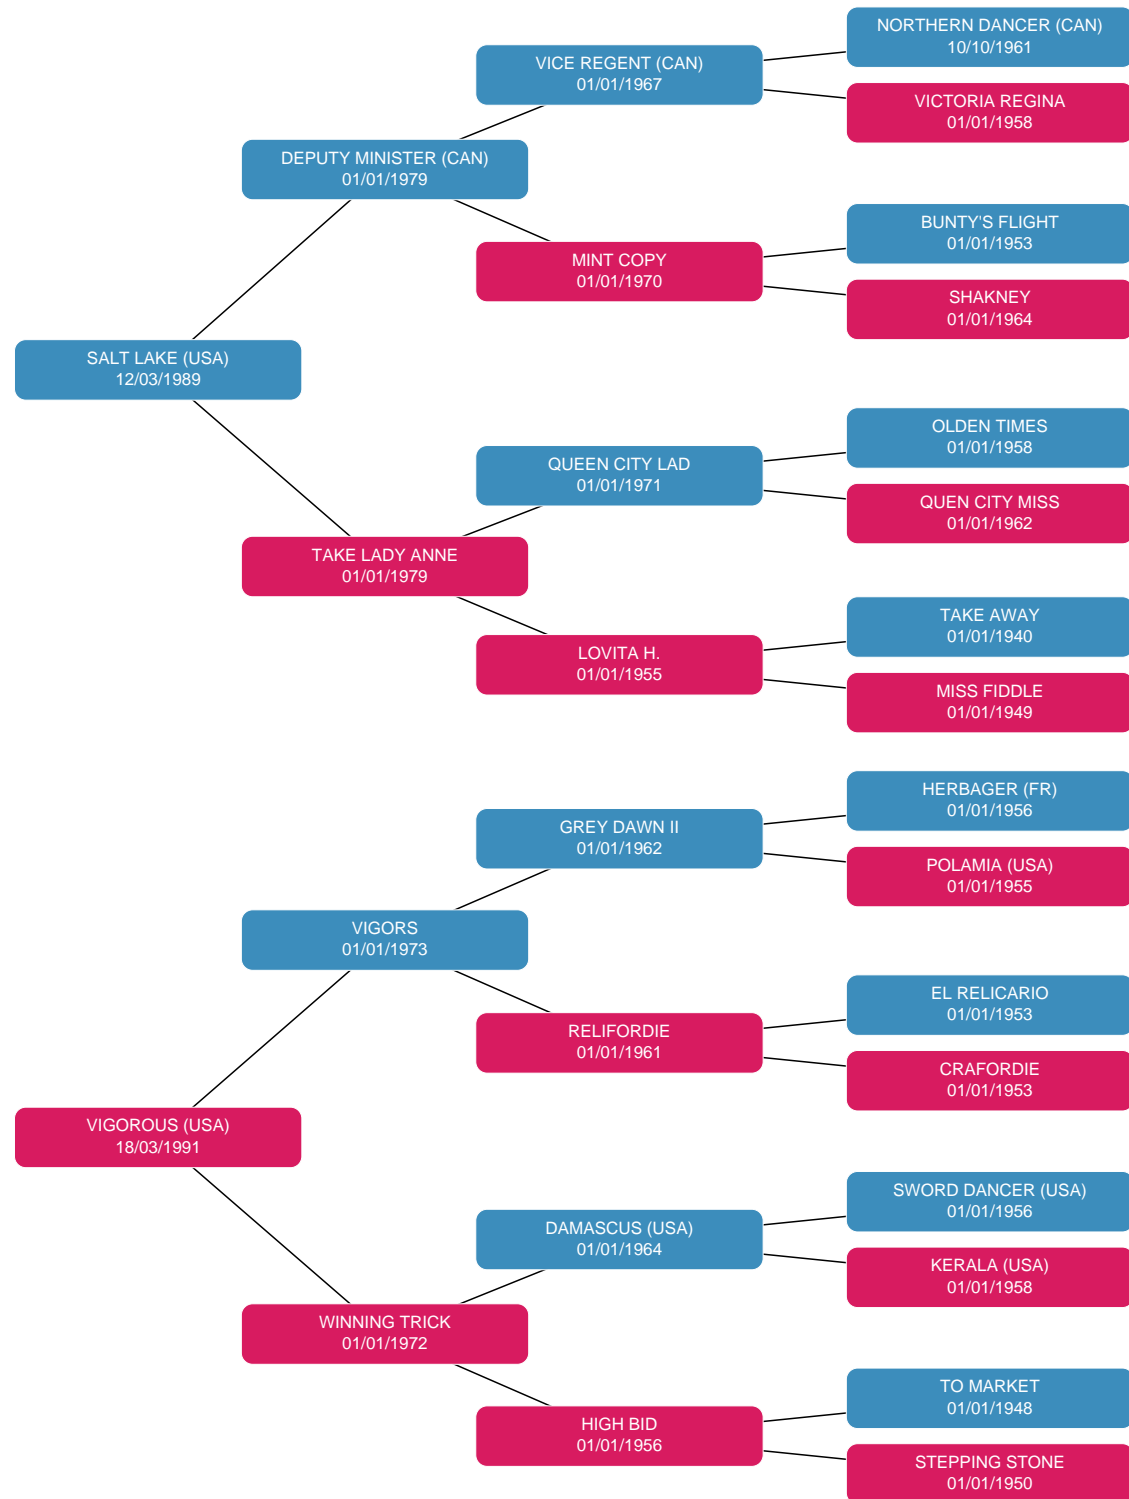 NORTHERN DANCER (CAN)
10/10/1961
VICE REGENT (CAN)
01/01/1967
VICTORIA REGINA
01/01/1958
DEPUTY MINISTER (CAN)
01/01/1979
BUNTY'S FLIGHT
01/01/1953
MINT COPY
01/01/1970
SHAKNEY
01/01/1964
SALT LAKE (USA)
12/03/1989
OLDEN TIMES
01/01/1958
QUEEN CITY LAD
01/01/1971
QUEN CITY MISS
01/01/1962
TAKE LADY ANNE
01/01/1979
TAKE AWAY
01/01/1940
LOVITA H.
01/01/1955
MISS FIDDLE
01/01/1949
HERBAGER (FR)
01/01/1956
GREY DAWN II
01/01/1962
POLAMIA (USA)
01/01/1955
VIGORS
01/01/1973
EL RELICARIO
01/01/1953
RELIFORDIE
01/01/1961
CRAFORDIE
01/01/1953
VIGOROUS (USA)
18/03/1991
SWORD DANCER (USA)
01/01/1956
DAMASCUS (USA)
01/01/1964
KERALA (USA)
01/01/1958
WINNING TRICK
01/01/1972
TO MARKET
01/01/1948
HIGH BID
01/01/1956
STEPPING STONE
01/01/1950